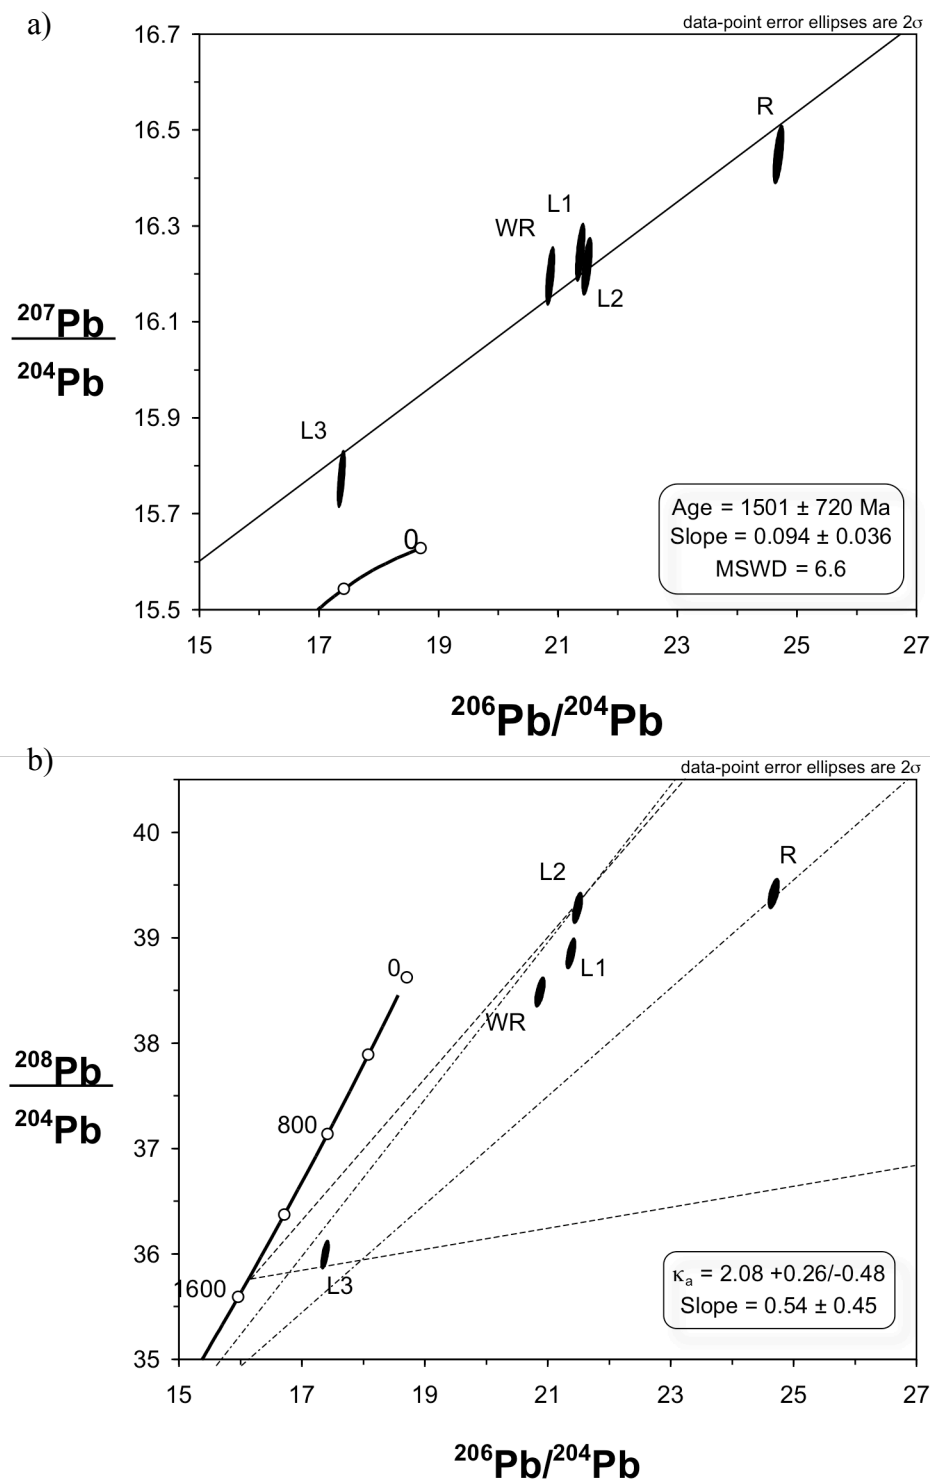 a)
data-point error ellipses are 2σ
16.7
16.5
R
16.3
L1
WR
L2
²⁰⁷Pb
16.1
²⁰⁴Pb
15.9
L3
15.7
Age = 1501 ± 720 Ma
Slope = 0.094 ± 0.036
MSWD = 6.6
0
15.5
15 17 19 21 23 25 27
²⁰⁶Pb/²⁰⁴Pb
b)
data-point error ellipses are 2σ
40
R
L2
39
0
L1
WR
38
²⁰⁸Pb
²⁰⁴Pb
800
37
36
1600
L3
κₐ = 2.08 +0.26/-0.48
Slope = 0.54 ± 0.45
35
15 17 19 21 23 25 27
²⁰⁶Pb/²⁰⁴Pb